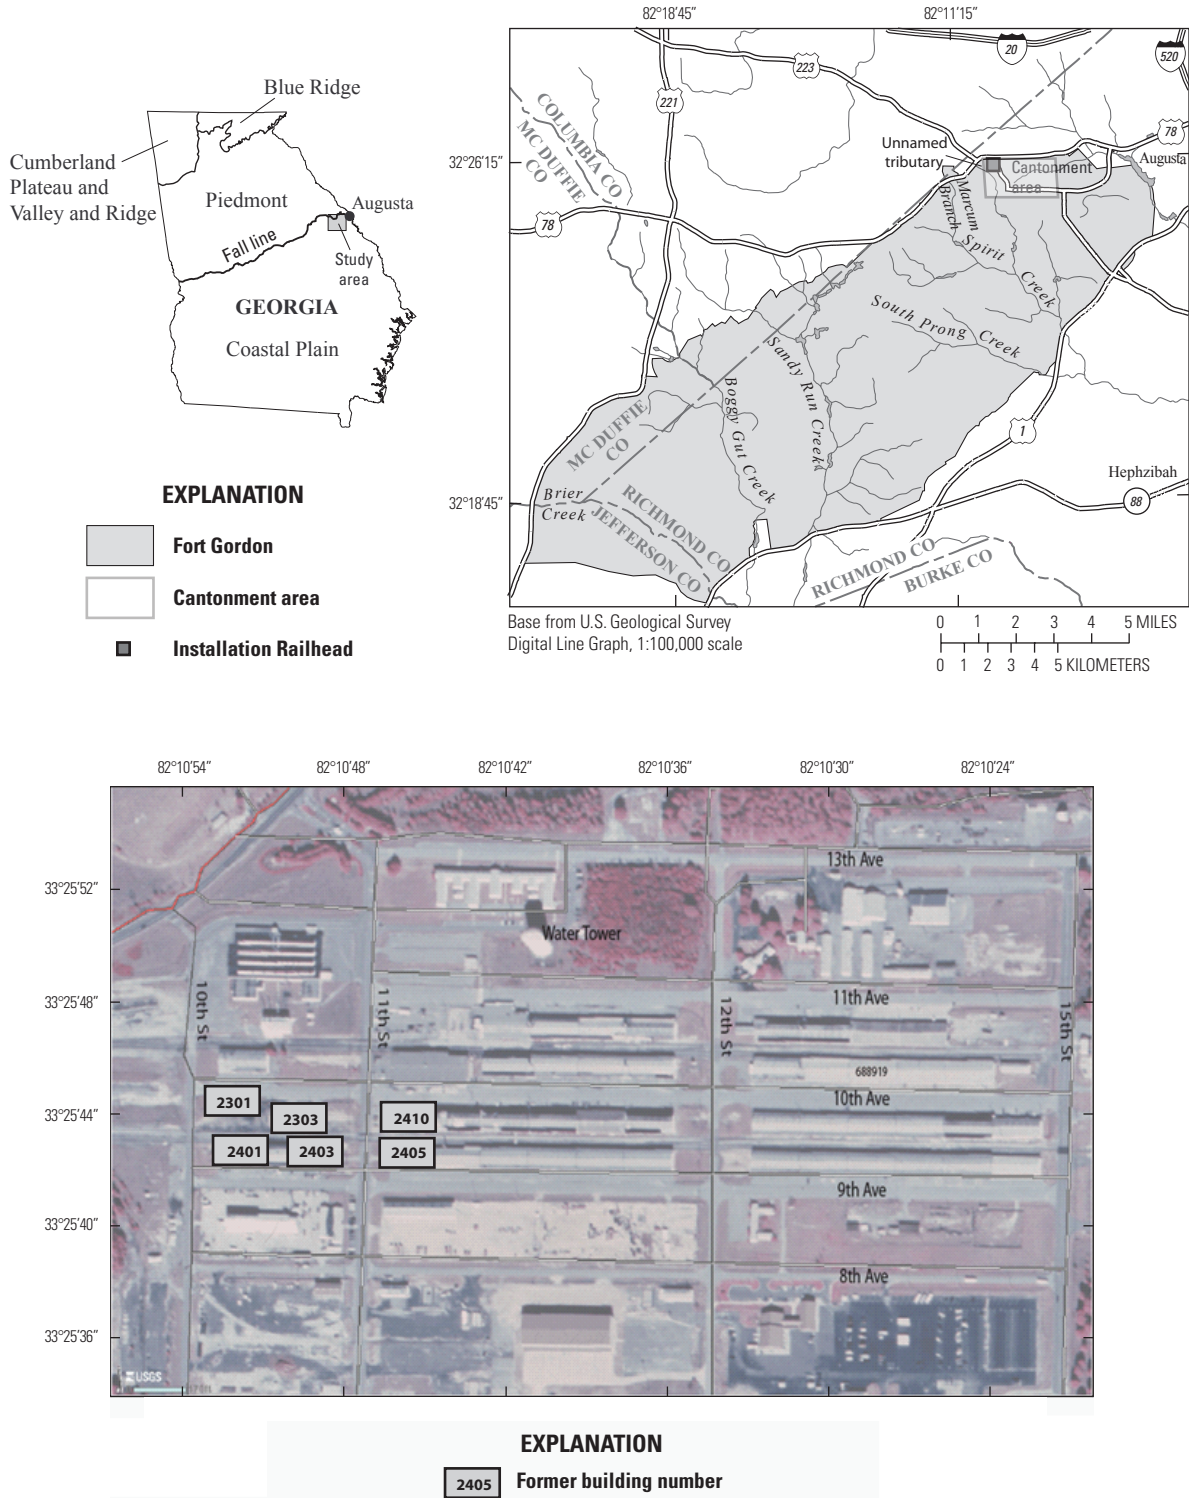 Blue Ridge
Cumberland
Plateau and
Valley and Ridge
Piedmont
Augusta
Fall line
Study
area
GEORGIA
Coastal Plain
EXPLANATION
Fort Gordon
Cantonment area
Installation Railhead
82°18'45"
82°11'15"
32°26'15"
32°18'45"
20
520
223
221
78
COLUMBIA CO
MC DUFFIE
CO
Unnamed
tributary
Augusta
Cantonment
area
78
Marcum
Branch
Spirit
Creek
South Prong Creek
Sandy Run Creek
Boggy Gut Creek
MC DUFFIE
CO
1
Hephzibah
88
Brier
Creek
RICHMOND CO
JEFFERSON CO
RICHMOND CO
BURKE CO
Base from U.S. Geological Survey
Digital Line Graph, 1:100,000 scale
0 1 2 3 4 5 MILES
0 1 2 3 4 5 KILOMETERS
82°10'54" 82°10'48" 82°10'42" 82°10'36" 82°10'30" 82°10'24"
33°25'52"
33°25'48"
33°25'44"
33°25'40"
33°25'36"
13th Ave
Water Tower
10th St
11th St
12th St
15th St
11th Ave
688919
10th Ave
2301
2303
2410
2401
2403
2405
9th Ave
8th Ave
USGS
EXPLANATION
2405 Former building number